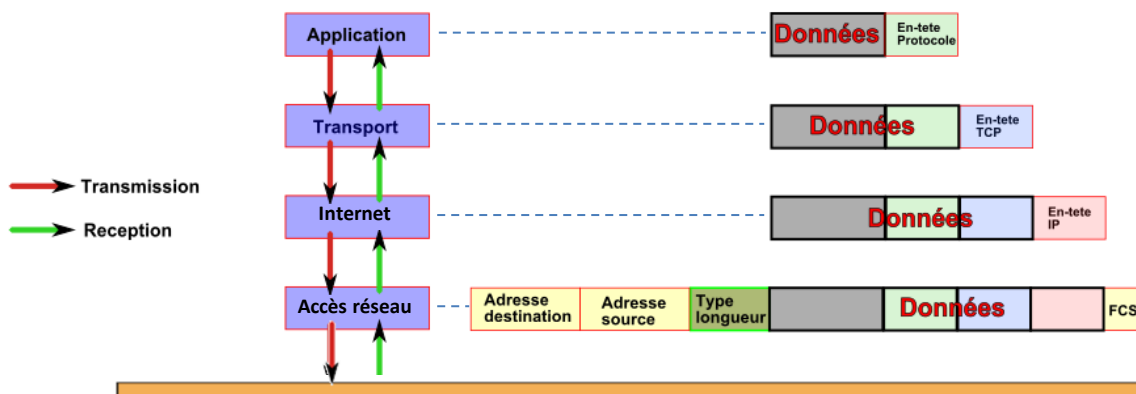 Application
Données
En-tete
Protocole
Transport
Données
En-tete
TCP
Transmission
Internet
Données
En-tete
IP
Reception
Accès réseau
Adresse
destination
Adresse
source
Type
longueur
Données
FCS